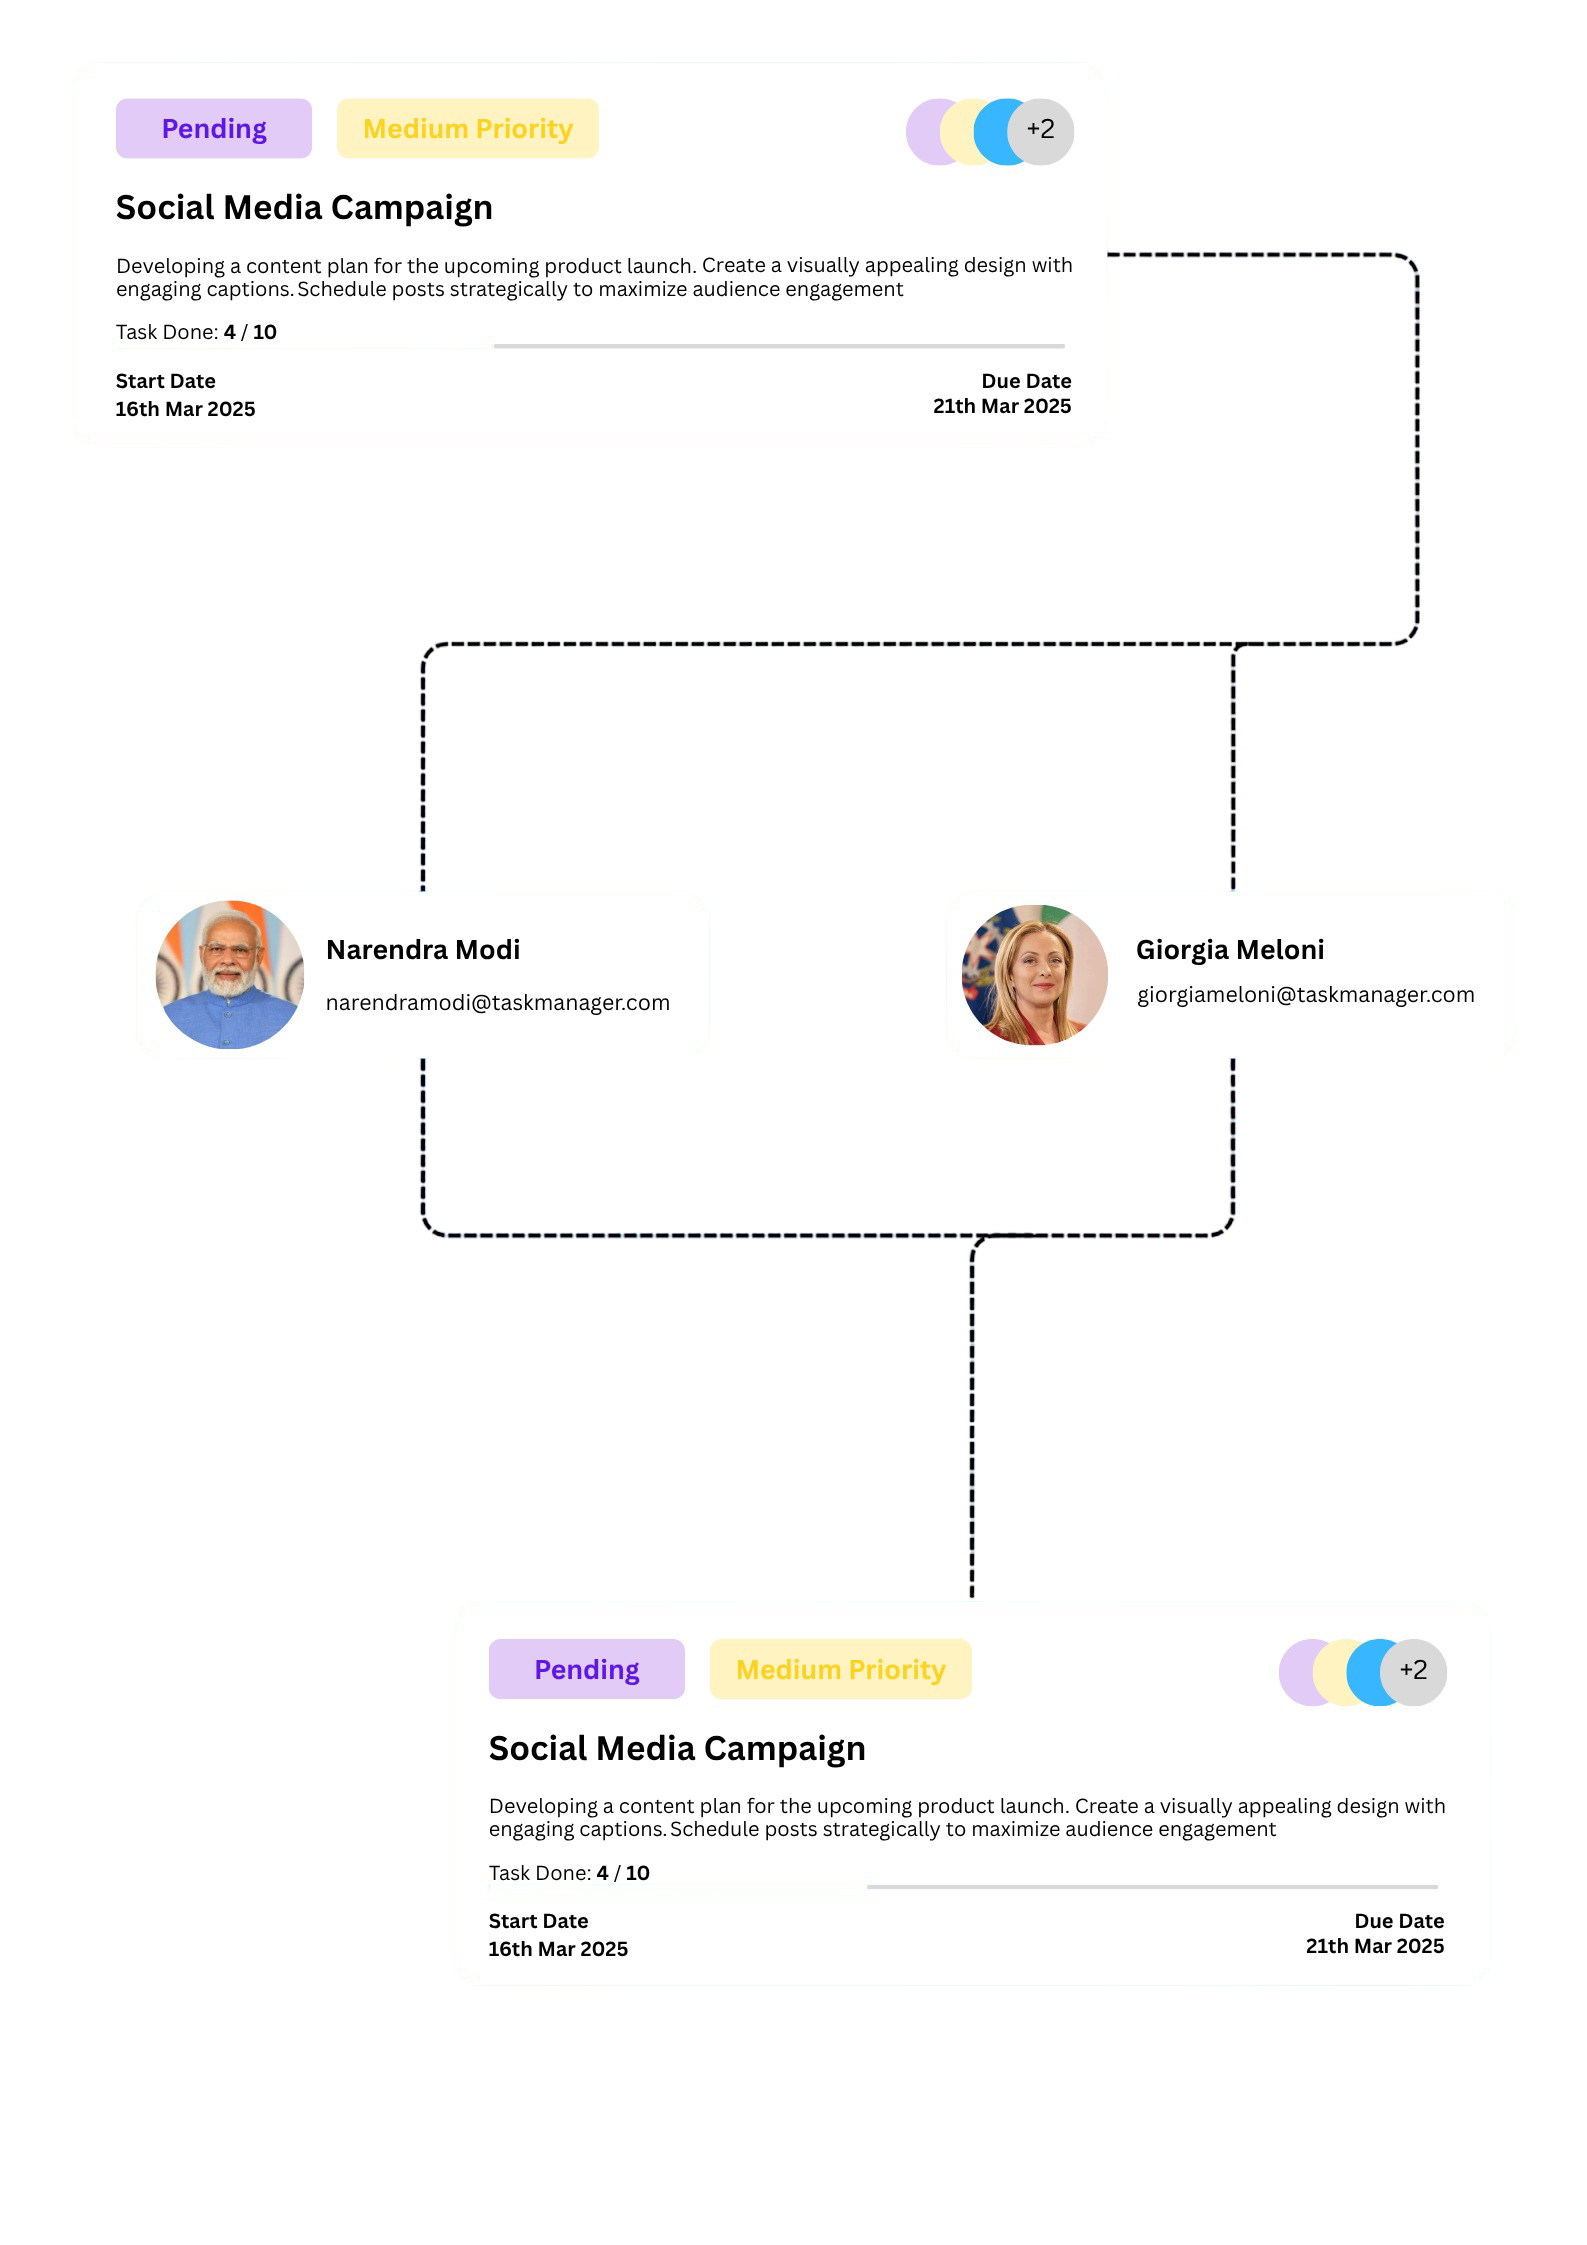 Pending
Medium Priority
+2
Social Media Campaign
Developing a content plan for the upcoming product launch. Create a visually appealing design with
engaging captions. Schedule posts strategically to maximize audience engagement
Task Done: 4 / 10
Start Date
Due Date
16th Mar 2025
21th Mar 2025
Narendra Modi
narendramodi@taskmanager.com
Giorgia Meloni
giorgiameloni@taskmanager.com
Pending
Medium Priority
+2
Social Media Campaign
Developing a content plan for the upcoming product launch. Create a visually appealing design with
engaging captions. Schedule posts strategically to maximize audience engagement
Task Done: 4 / 10
Start Date
Due Date
16th Mar 2025
21th Mar 2025